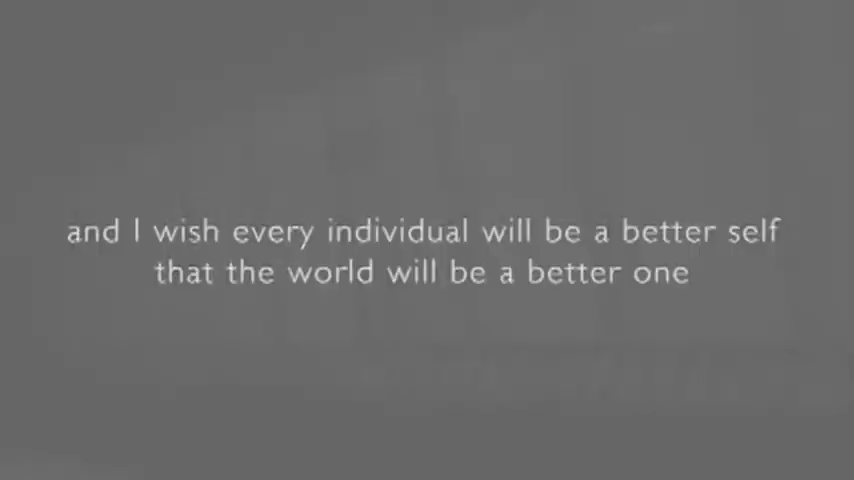 and I wish every individual will be a better self
that the world will be a better one